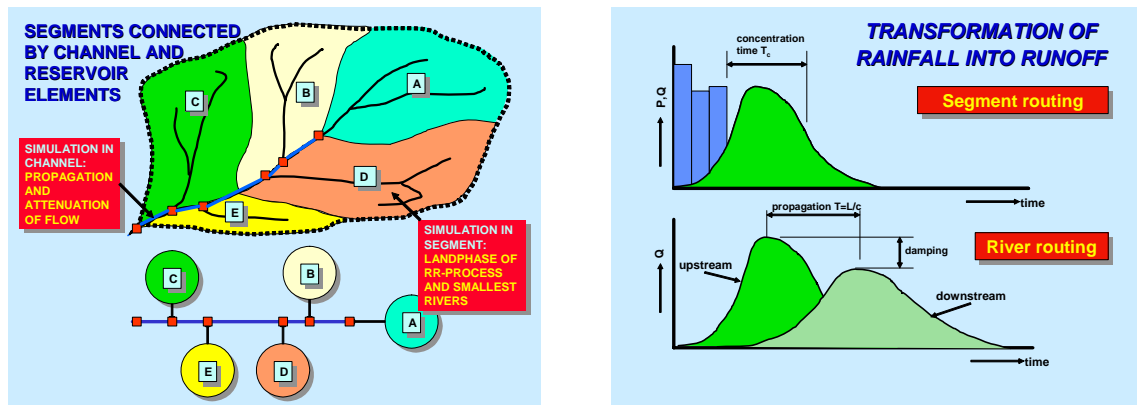 SEGMENTS CONNECTED
BY CHANNEL AND
RESERVOIR
ELEMENTS
A
B
C
SIMULATION IN
CHANNEL:
PROPAGATION
AND
ATTENUATION
OF FLOW
D
E
SIMULATION IN
SEGMENT:
LANDPHASE OF
RR-PROCESS
AND SMALLEST
RIVERS
C
B
A
E
D
TRANSFORMATION OF
RAINFALL INTO RUNOFF
concentration
time Tc
P,Q
Segment routing
time
propagation T=L/c
Q
upstream
damping
River routing
downstream
time